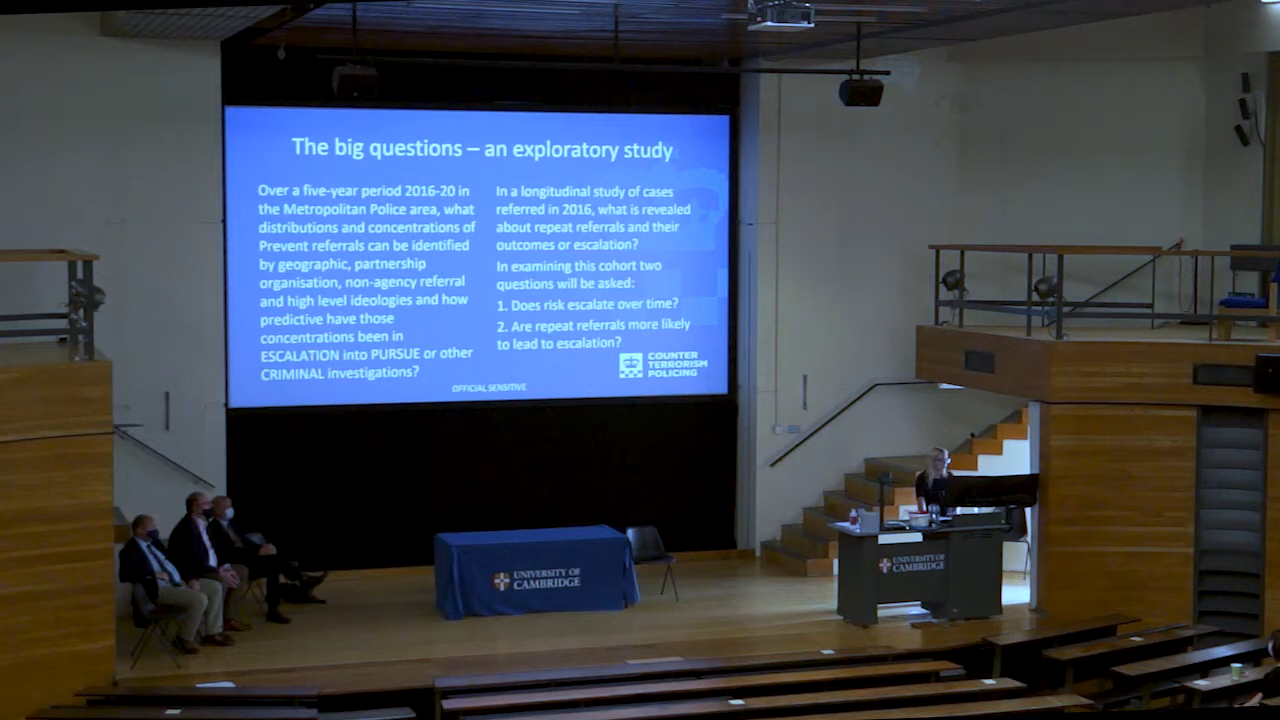 The big questions – an exploratory study
Over a five-year period 2016-20 in
the Metropolitan Police area, what
distributions and concentrations of
Prevent referrals can be identified
by geographic, partnership
organisation, non-agency referral
and high level ideologies and how
predictive have those
concentrations been in
ESCALATION into PURSUE or other
CRIMINAL investigations?
In a longitudinal study of cases
referred in 2016, what is revealed
about repeat referrals and their
outcomes or escalation?
In examining this cohort two
questions will be asked:
1. Does risk escalate over time?
2. Are repeat referrals more likely
to lead to escalation?
COUNTER
TERRORISM
POLICING
OFFICIAL SENSITIVE
UNIVERSITY OF
CAMBRIDGE
UNIVERSITY OF
CAMBRIDGE